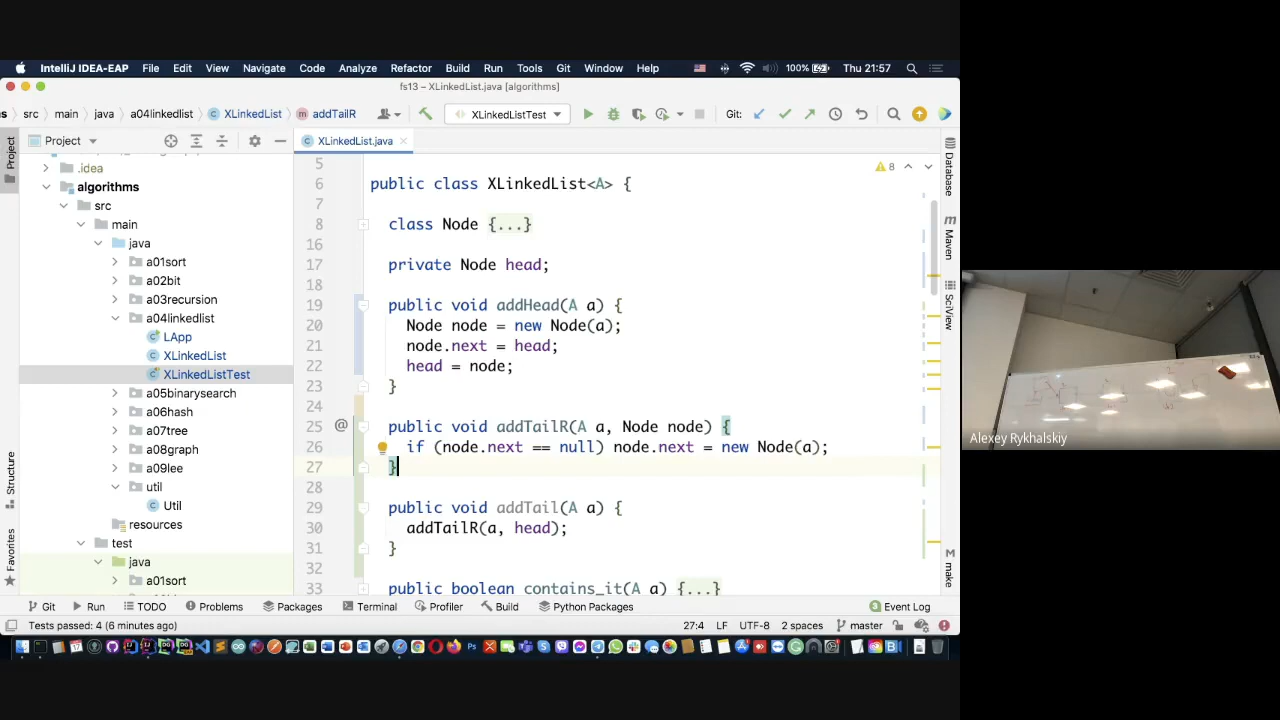 IntelliJ IDEA-EAP File Edit View Navigate Code Analyze Refactor Build Run Tools Git Window Help 100% Thu 21:57
fs13 – XLinkedList.java [algorithms]
s src main java a04linkedlist XLinkedList addTailR XLinkedListTest Git:
Project
XLinkedList.java
.idea
algorithms
src
main
java
a01sort
a02bit
a03recursion
a04linkedlist
LApp
XLinkedList
XLinkedListTest
a05binarysearch
a06hash
a07tree
a08graph
a09lee
util
Util
resources
test
java
a01sort
Project
Structure
Favorites
5
6 public class XLinkedList<A> {
7
8 class Node {...}
16
17 private Node head;
18
19 public void addHead(A a) {
20 Node node = new Node(a);
21 node.next = head;
22 head = node;
23 }
24
25 @ public void addTailR(A a, Node node) {
26 if (node.next == null) node.next = new Node(a);
27 }
28
29 public void addTail(A a) {
30 addTailR(a, head);
31 }
32
33 public boolean contains_it(A a) {...}
8
Database
Maven
SciView
make
Git Run TODO Problems Packages Terminal Profiler Build Python Packages Event Log
Tests passed: 4 (6 minutes ago) 27:4 LF UTF-8 2 spaces master
Alexey Rykhalskiy